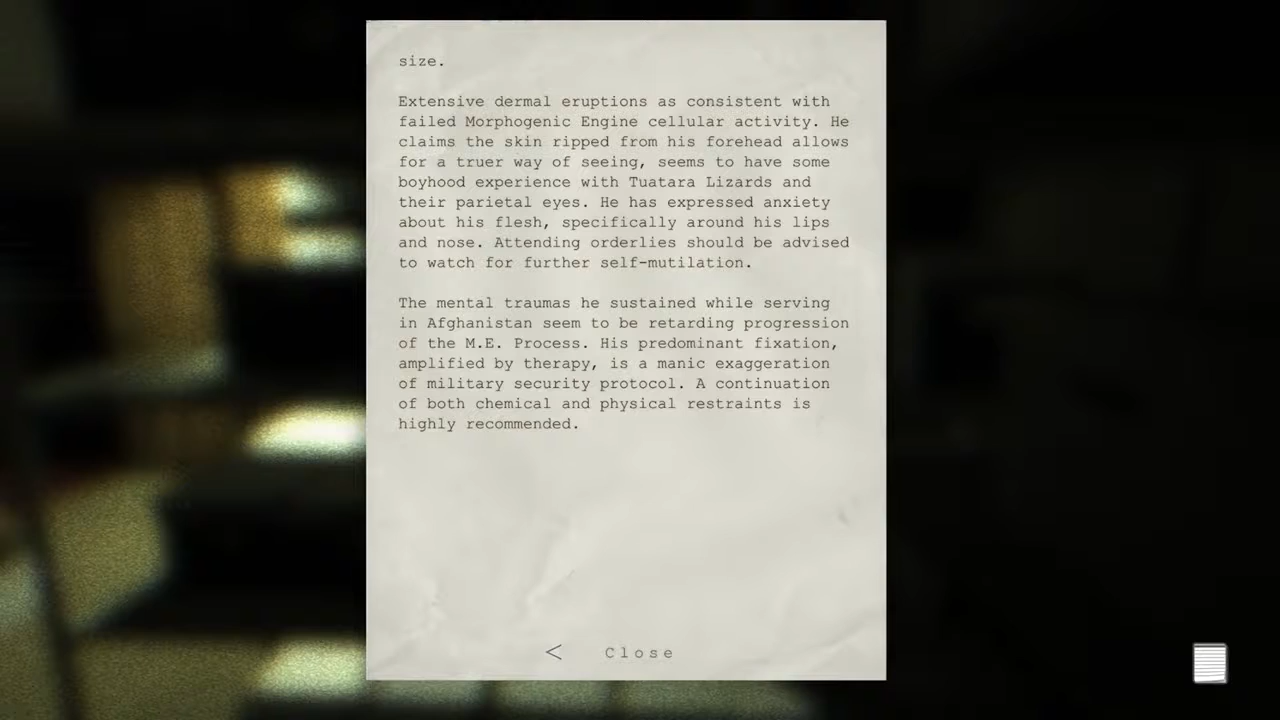 size.
Extensive dermal eruptions as consistent with
failed Morphogenic Engine cellular activity. He
claims the skin ripped from his forehead allows
for a truer way of seeing, seems to have some
boyhood experience with Tuatara Lizards and
their parietal eyes. He has expressed anxiety
about his flesh, specifically around his lips
and nose. Attending orderlies should be advised
to watch for further self-mutilation.
The mental traumas he sustained while serving
in Afghanistan seem to be retarding progression
of the M.E. Process. His predominant fixation,
amplified by therapy, is a manic exaggeration
of military security protocol. A continuation
of both chemical and physical restraints is
highly recommended.
< Close